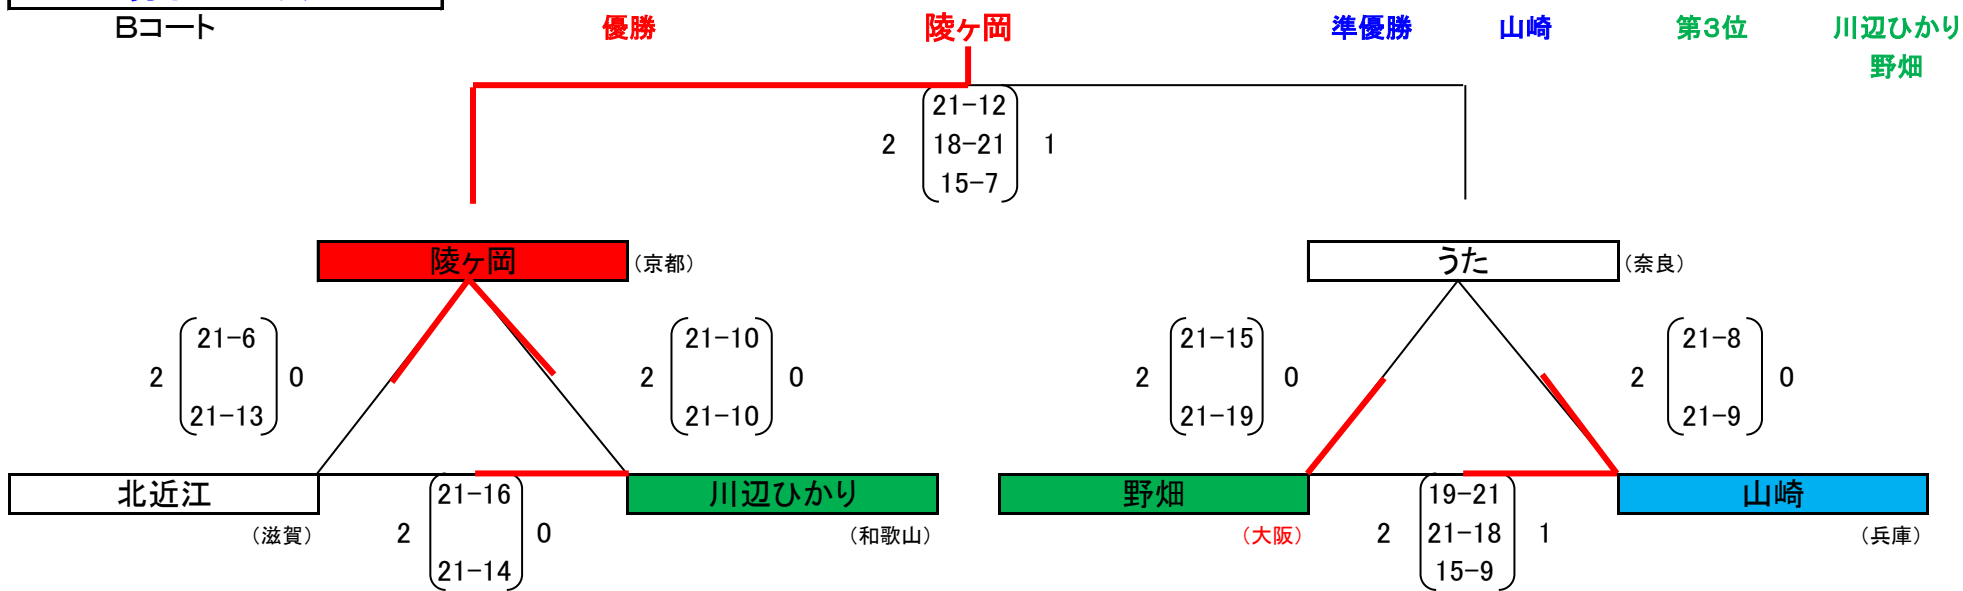 Bコート 優勝 陵ヶ岡 準優勝 山崎 第3位 川辺ひかり
野畑
21-12
2 18-21 1
15-7
陵ヶ岡 (京都) うた (奈良)
21-6 21-10 21-15 21-8
2 0 2 0 2 0 2 0
21-13 21-10 21-19 21-9
北近江 21-16 川辺ひかり 野畑 19-21 山崎
(滋賀) 2 0 (和歌山) (大阪) 2 21-18 1 (兵庫)
21-14 15-9